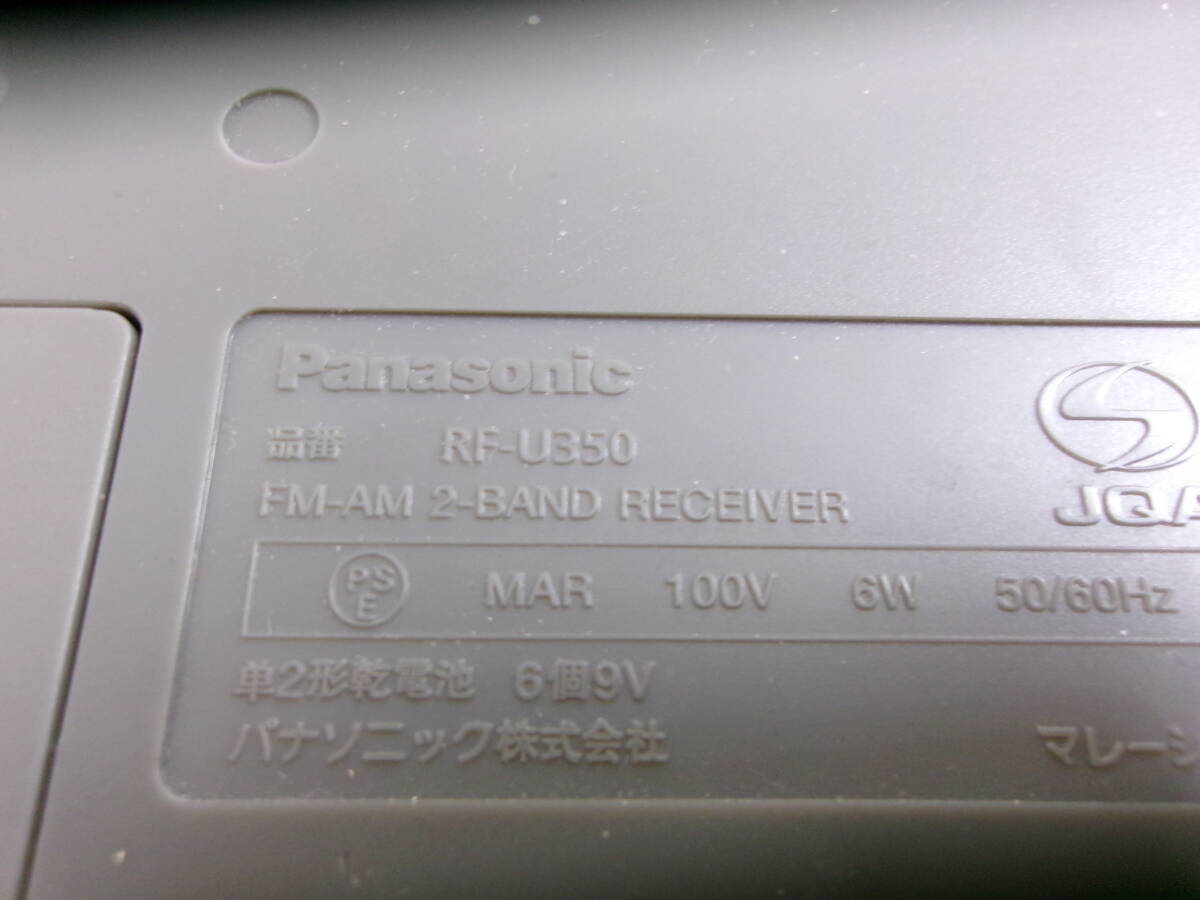 Panasonic
品番 RF-U350
FM-AM 2-BAND RECEIVER
JQA
PSE MAR 100V 6W 50/60Hz
単2形乾電池 6個9V
パナソニック株式会社 マレーシ